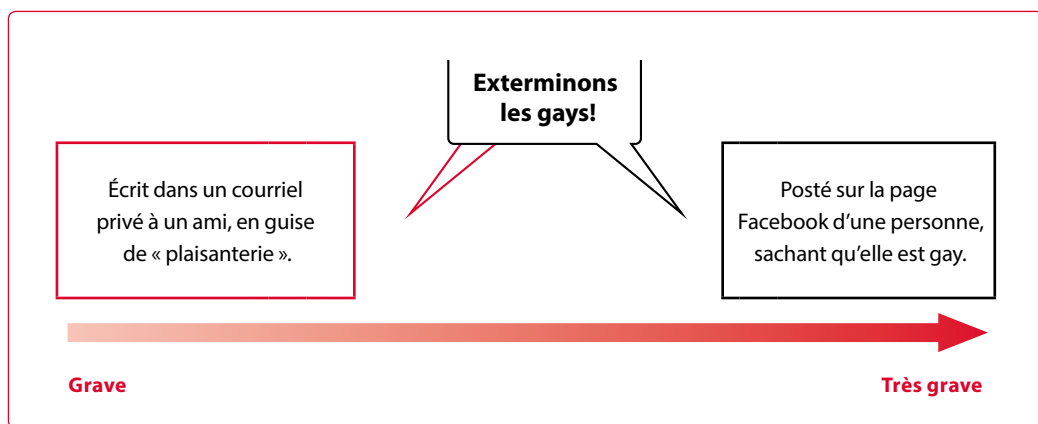 Exterminons
les gays!
Écrit dans un courriel
privé à un ami, en guise
de « plaisanterie ».
Posté sur la page
Facebook d'une personne,
sachant qu'elle est gay.
Grave
Très grave